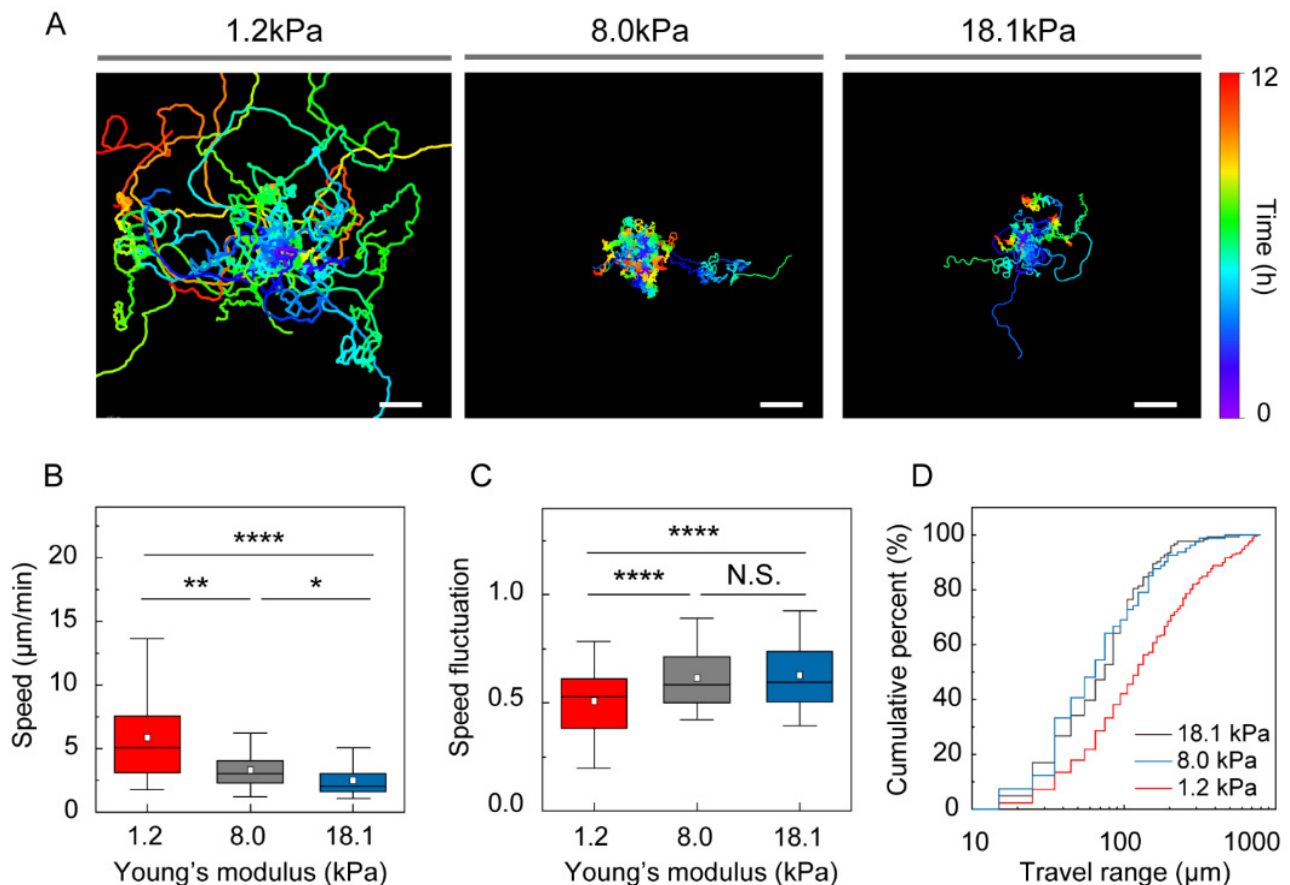 A
1.2kPa
8.0kPa
18.1kPa
12
Time (h)
0
B
Speed (μm/min)
20
15
10
5
0
****
**
*
1.2
8.0
18.1
Young's modulus (kPa)
C
Speed fluctuation
1.0
0.5
0.0
****
****
N.S.
1.2
8.0
18.1
Young's modulus (kPa)
D
Cumulative percent (%)
100
80
60
40
20
0
18.1 kPa
8.0 kPa
1.2 kPa
10
100
1000
Travel range (μm)